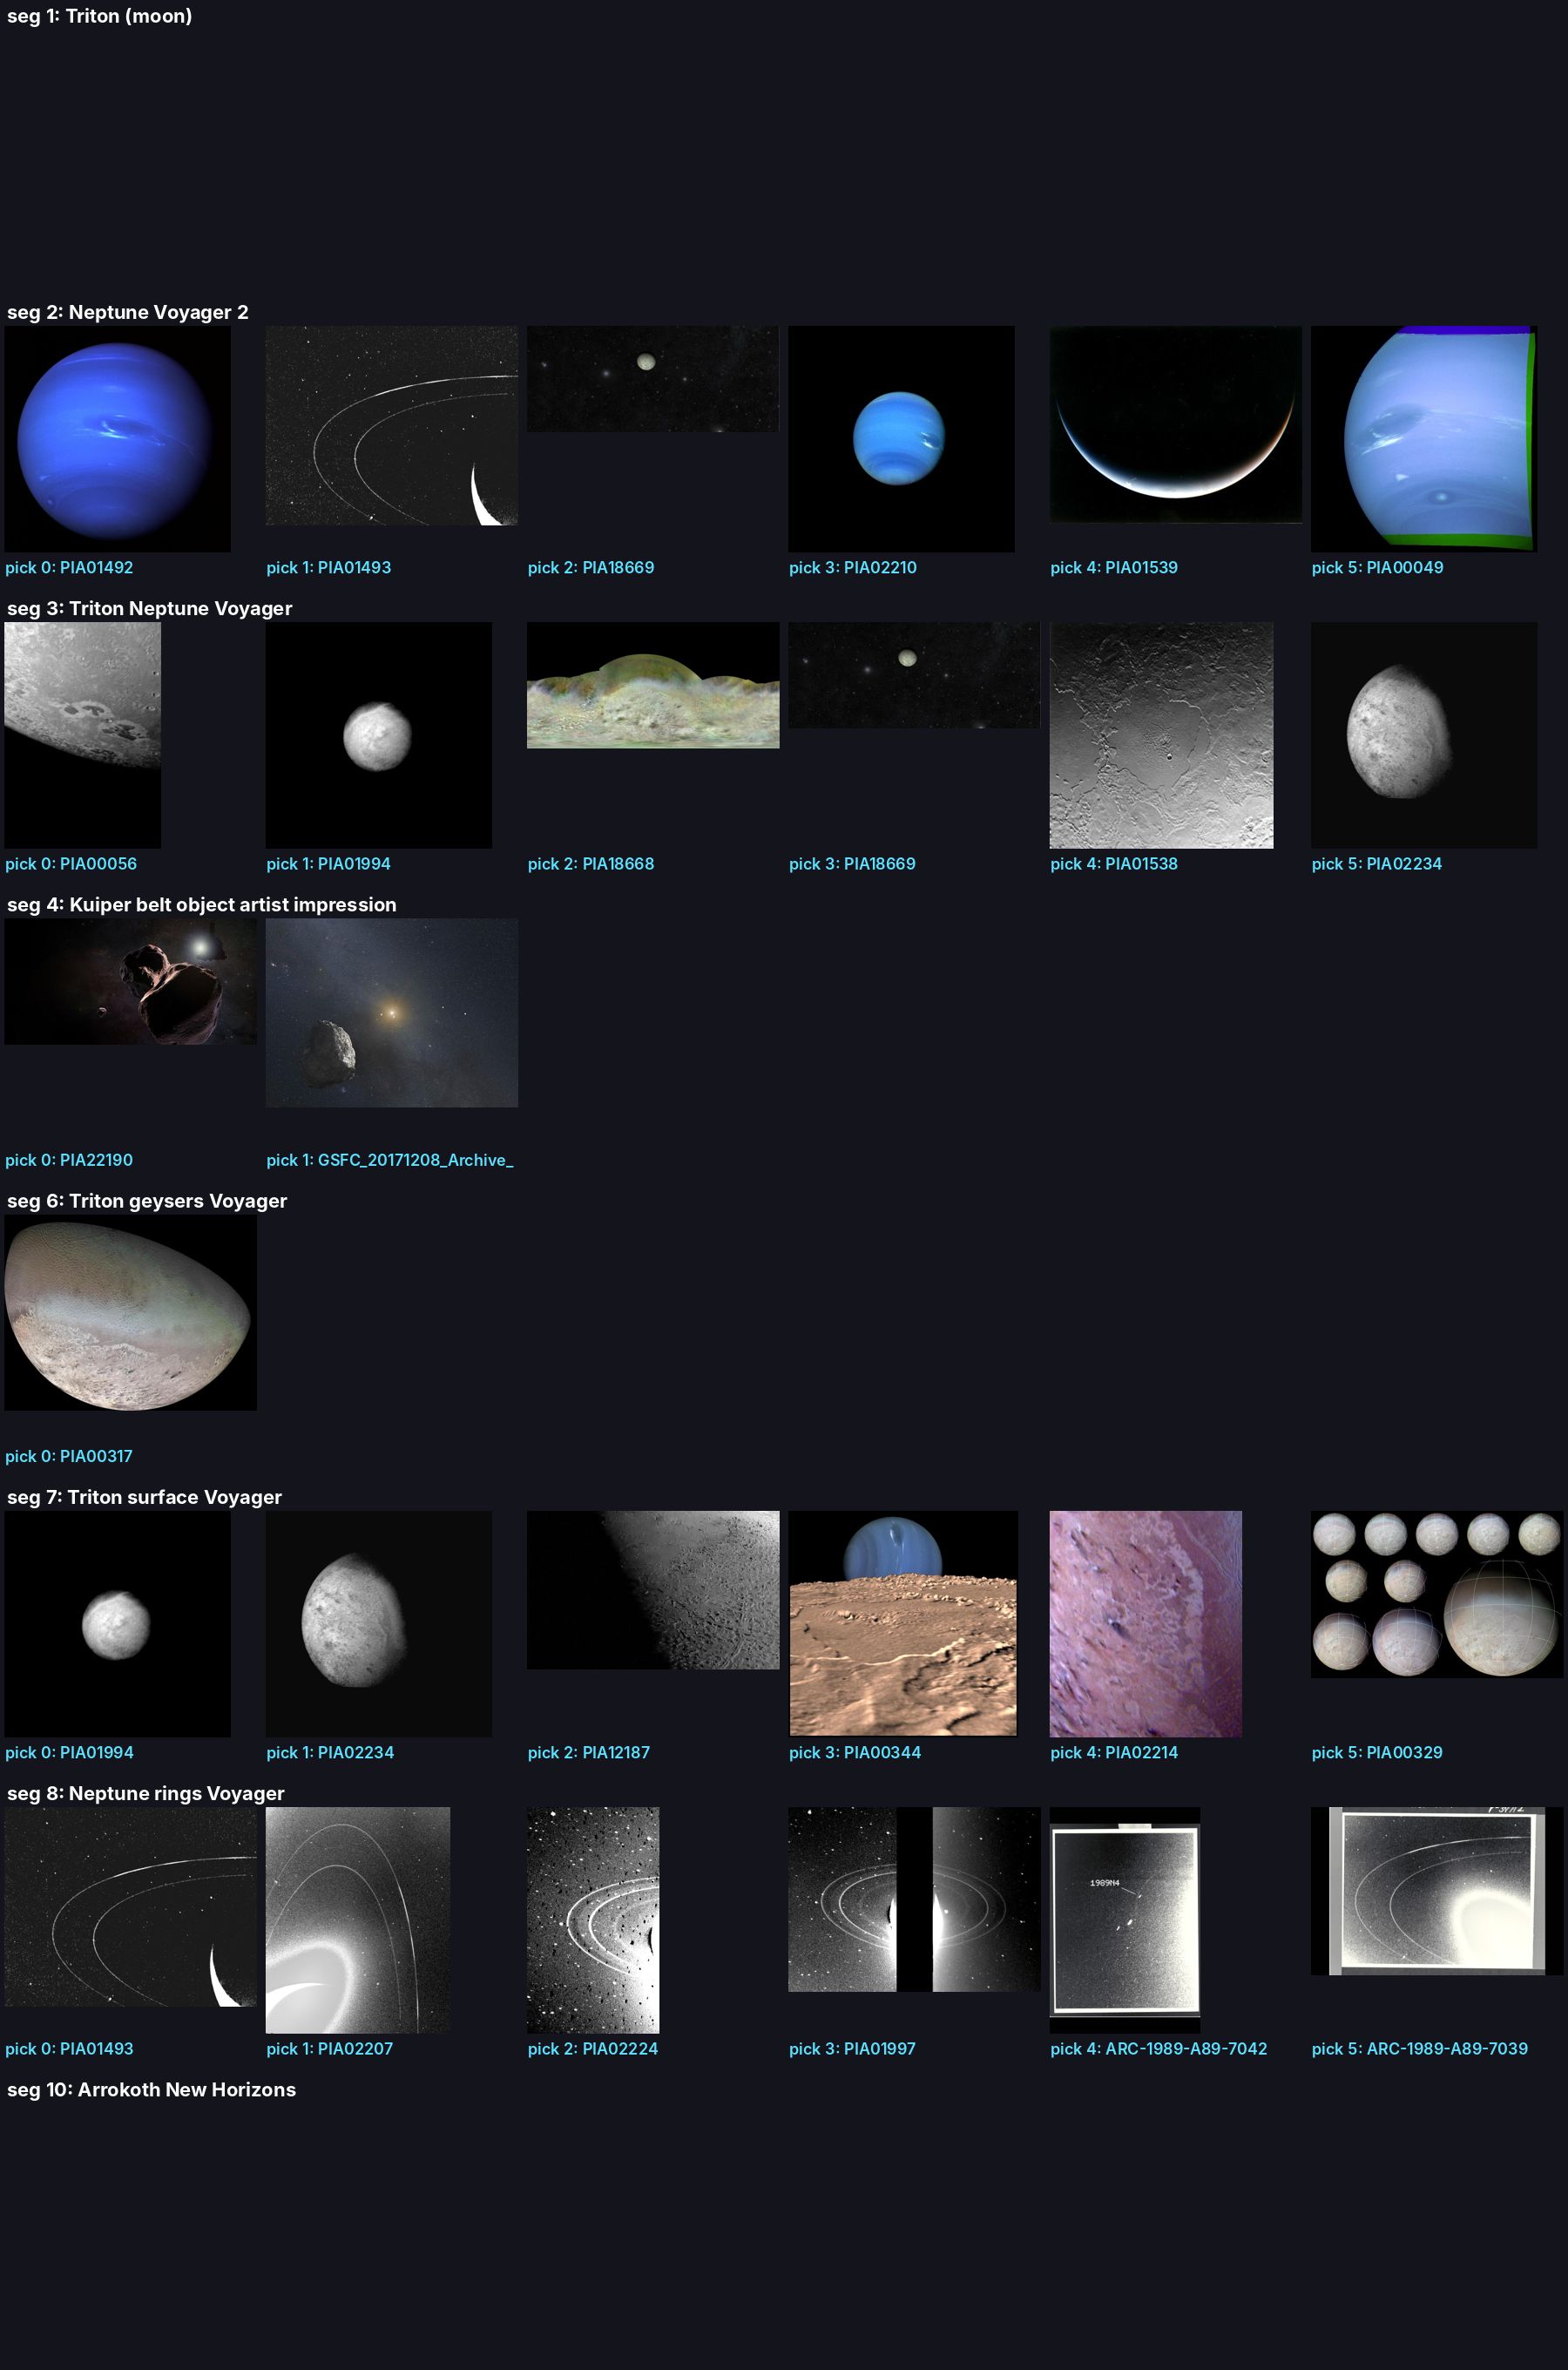 seg 1: Triton (moon)
seg 2: Neptune Voyager 2
pick 0: PIA01492
pick 1: PIA01493
pick 2: PIA18669
pick 3: PIA02210
pick 4: PIA01539
pick 5: PIA00049
seg 3: Triton Neptune Voyager
pick 0: PIA00056
pick 1: PIA01994
pick 2: PIA18668
pick 3: PIA18669
pick 4: PIA01538
pick 5: PIA02234
seg 4: Kuiper belt object artist impression
pick 0: PIA22190
pick 1: GSFC_20171208_Archive_
seg 6: Triton geysers Voyager
pick 0: PIA00317
seg 7: Triton surface Voyager
pick 0: PIA01994
pick 1: PIA02234
pick 2: PIA12187
pick 3: PIA00344
pick 4: PIA02214
pick 5: PIA00329
seg 8: Neptune rings Voyager
1989N4
pick 0: PIA01493
pick 1: PIA02207
pick 2: PIA02224
pick 3: PIA01997
pick 4: ARC-1989-A89-7042
pick 5: ARC-1989-A89-7039
seg 10: Arrokoth New Horizons